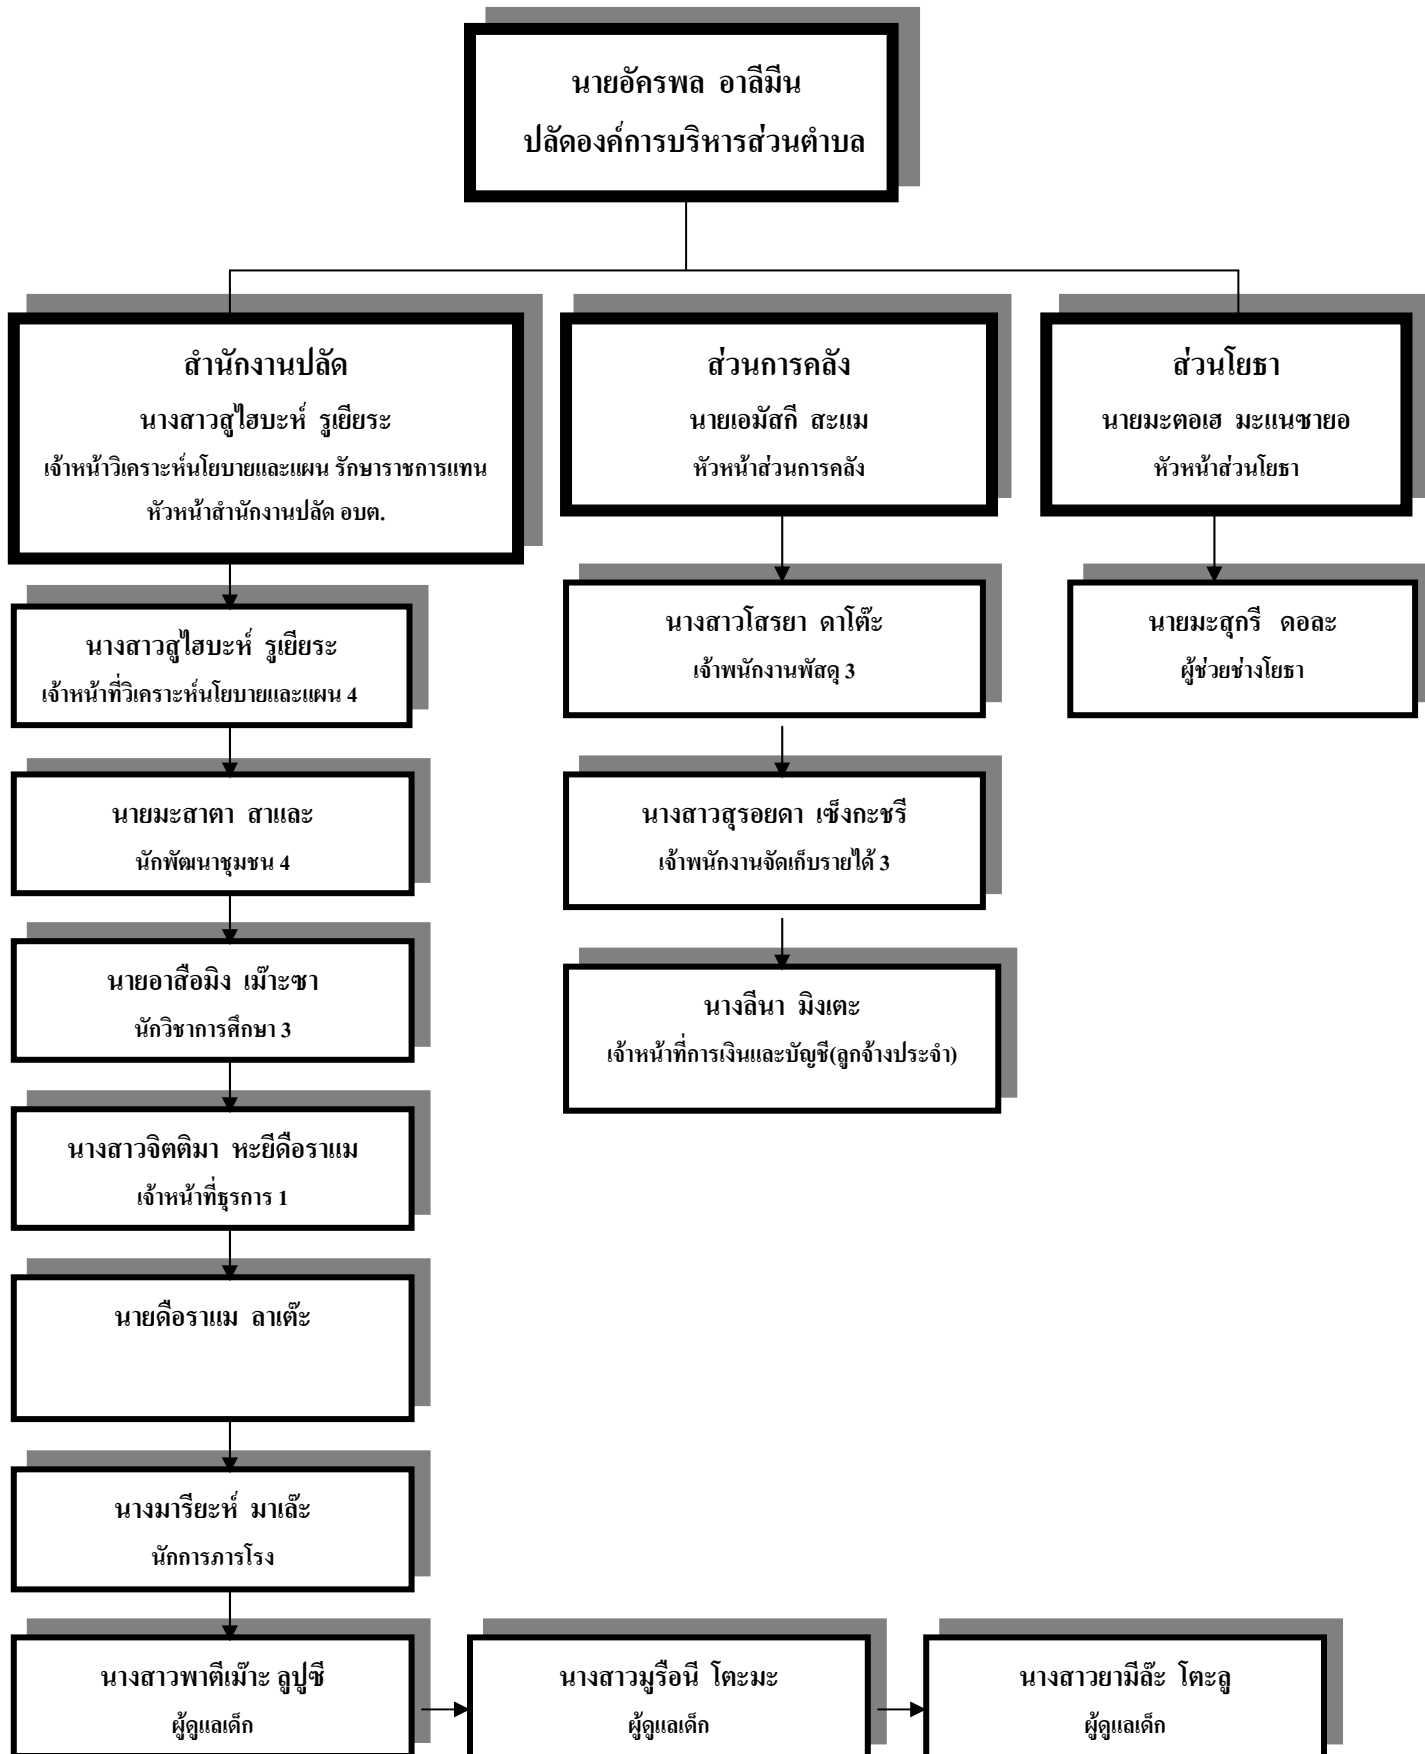 นายอัครพล อาลีมีน
ปลัดองค์การบริหารส่วนตำบล
สำนักงานปลัด
นางสาวสูไฮบะห์ รูเยียระ
เจ้าหน้าวิเคราะห์นโยบายและแผน รักษาราชการแทน
หัวหน้าสำนักงานปลัด อบต.
ส่วนการคลัง
นายเอมัสกี สะแม
หัวหน้าส่วนการคลัง
ส่วนโยธา
นายมะตอเฮ มะแนซายอ
หัวหน้าส่วนโยธา
นางสาวสูไฮบะห์ รูเยียระ
เจ้าหน้าที่วิเคราะห์นโยบายและแผน 4
นางสาวโสรยา ดาโต๊ะ
เจ้าพนักงานพัสดุ 3
นายมะสุกรี ดอละ
ผู้ช่วยช่างโยธา
นายมะสาตา สาและ
นักพัฒนาชุมชน 4
นางสาวสุรอยดา เซ็งกะชรี
เจ้าพนักงานจัดเก็บรายได้ 3
นายอาสือมิง เม๊าะซา
นักวิชาการศึกษา 3
นางลีนา มิงเตะ
เจ้าหน้าที่การเงินและบัญชี(ลูกจ้างประจำ)
นางสาวจิตติมา หะยีดือราแม
เจ้าหน้าที่ธุรการ 1
นายดือราแม ลาเต๊ะ
นางมารียะห์ มาเล๊ะ
นักการภารโรง
นางสาวพาตีเม๊าะ ลูปูซี
ผู้ดูแลเด็ก
นางสาวมูรือนี โตะมะ
ผู้ดูแลเด็ก
นางสาวยามีล๊ะ โตะลู
ผู้ดูแลเด็ก